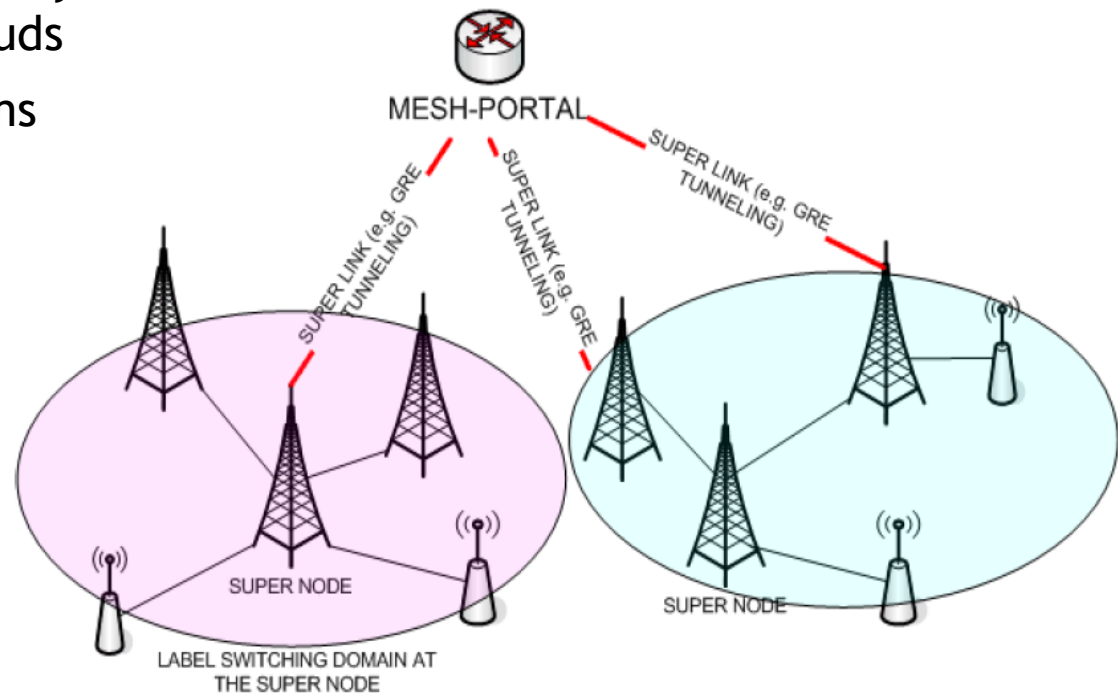 uds
ns
MESH-PORTAL
SUPER LINK (e.g. GRE
TUNNELING)
SUPER LINK (e.g. GRE
TUNNELING)
SUPER LINK (e.g. GRE
TUNNELING)
SUPER NODE
SUPER NODE
LABEL SWITCHING DOMAIN AT
THE SUPER NODE